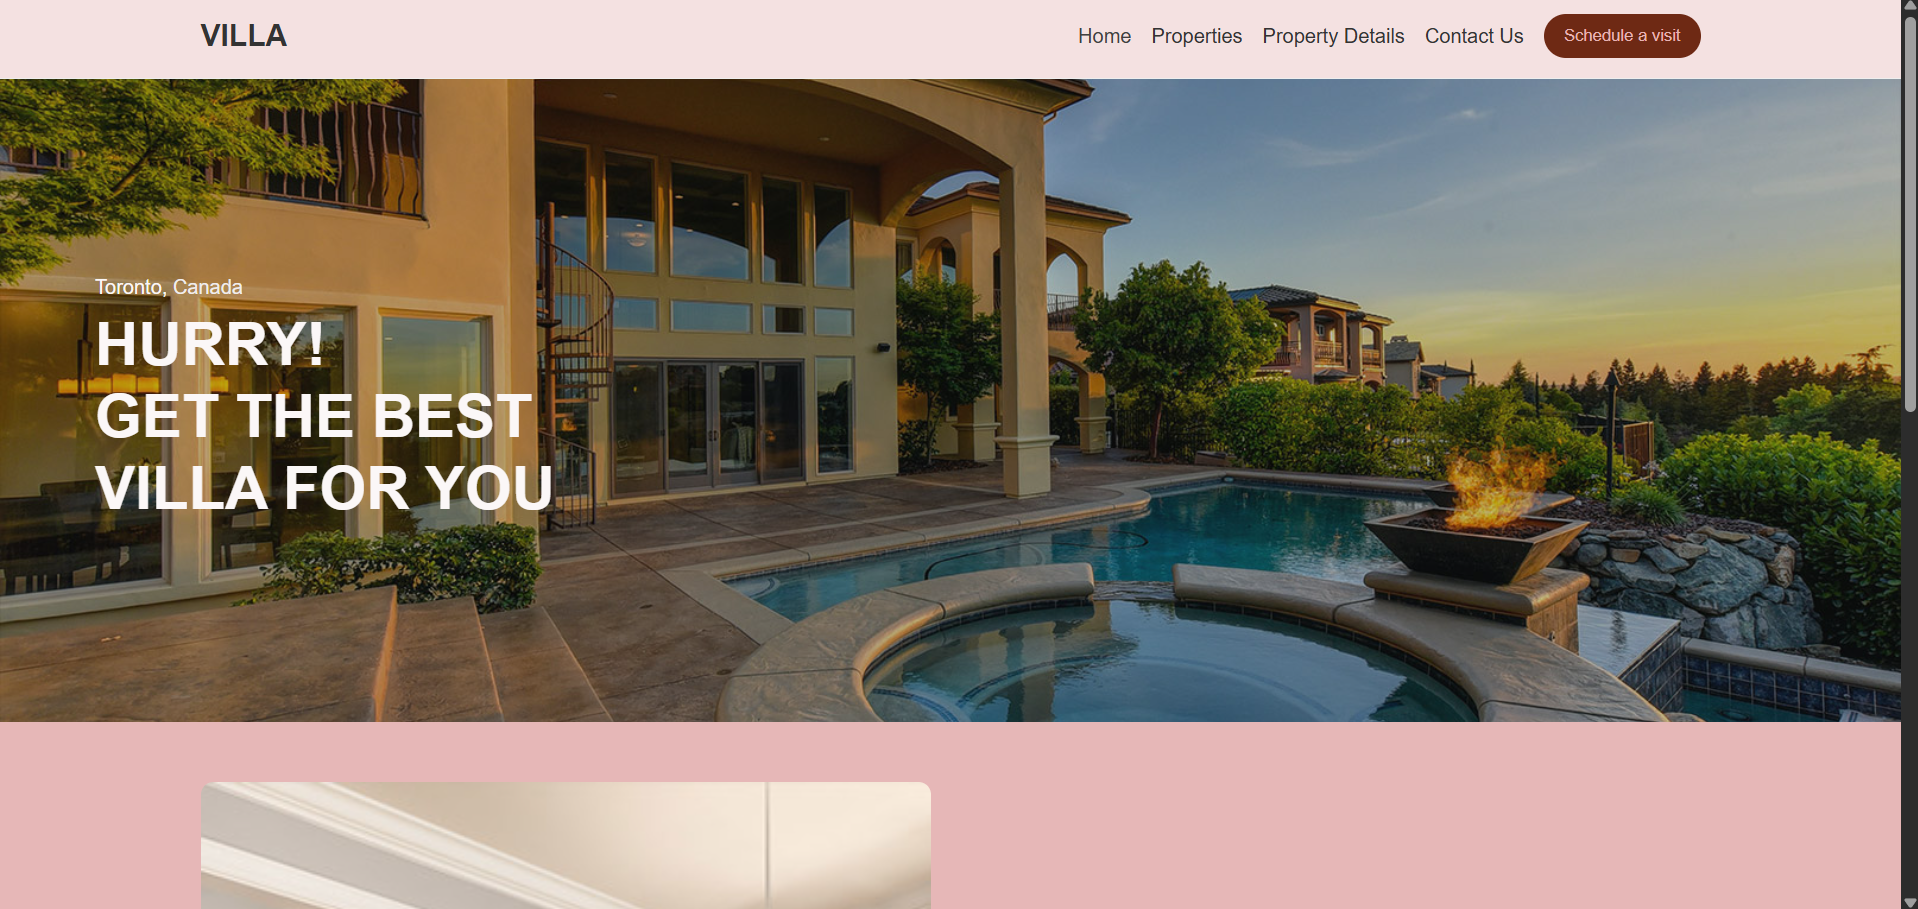 VILLA
Home Properties Property Details Contact Us Schedule a visit
Toronto, Canada
HURRY!
GET THE BEST
VILLA FOR YOU